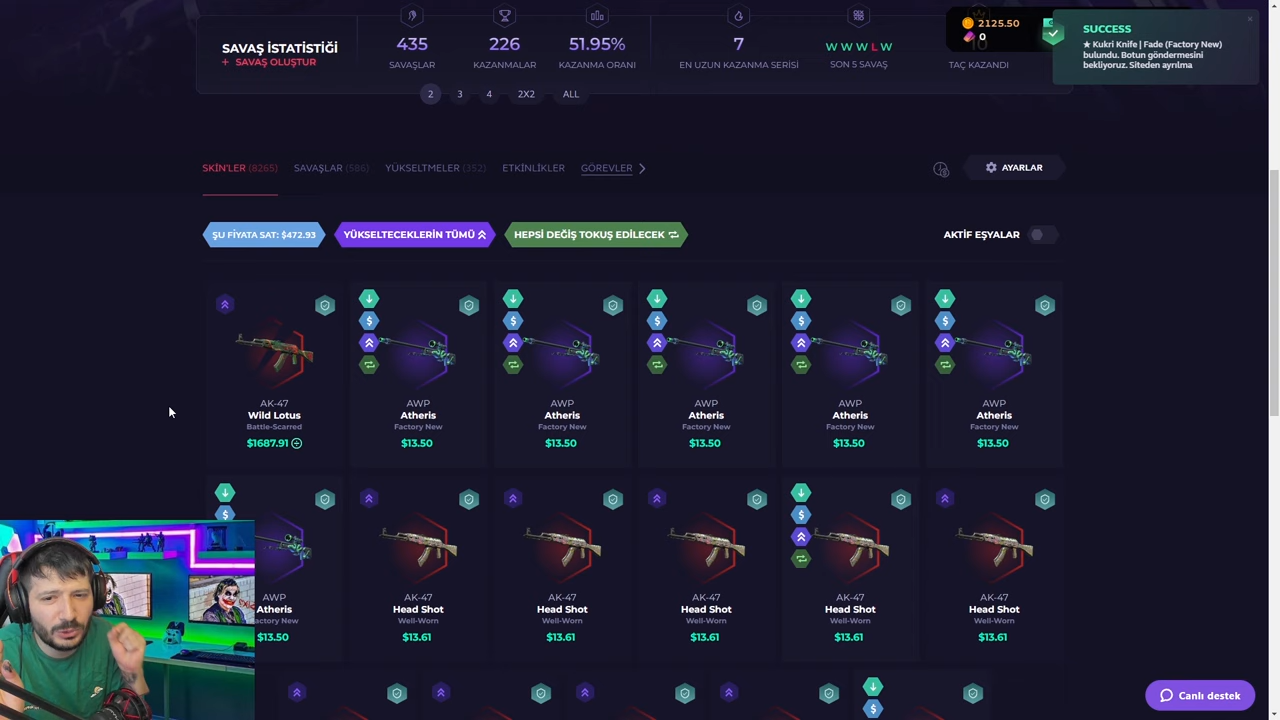 2125.50
0
SAVAŞ İSTATİSTİĞİ
+ SAVAŞ OLUŞTUR
435
SAVAŞLAR
226
KAZANMALAR
51.95%
KAZANMA ORANI
7
EN UZUN KAZANMA SERİSİ
W W W L W
SON 5 SAVAŞ
10
TAÇ KAZANDI
SUCCESS
★ Kukri Knife | Fade (Factory New)
bulundu. Botun göndermesini
bekliyoruz. Siteden ayrılma
2
3
4
2X2
ALL
SKİN'LER (8265)
SAVAŞLAR (586)
YÜKSELTMELER (352)
ETKİNLİKLER
GÖREVLER
AYARLAR
ŞU FİYATA SAT: $472.93
YÜKSELTECEKLERİN TÜMÜ
HEPSİ DEĞİŞ TOKUŞ EDİLECEK
AKTİF EŞYALAR
AK-47
Wild Lotus
Battle-Scarred
$1687.91
AWP
Atheris
Factory New
$13.50
AWP
Atheris
Factory New
$13.50
AWP
Atheris
Factory New
$13.50
AWP
Atheris
Factory New
$13.50
AWP
Atheris
Factory New
$13.50
AWP
Atheris
Factory New
$13.50
AK-47
Head Shot
Well-Worn
$13.61
AK-47
Head Shot
Well-Worn
$13.61
AK-47
Head Shot
Well-Worn
$13.61
AK-47
Head Shot
Well-Worn
$13.61
AK-47
Head Shot
Well-Worn
$13.61
Canlı destek